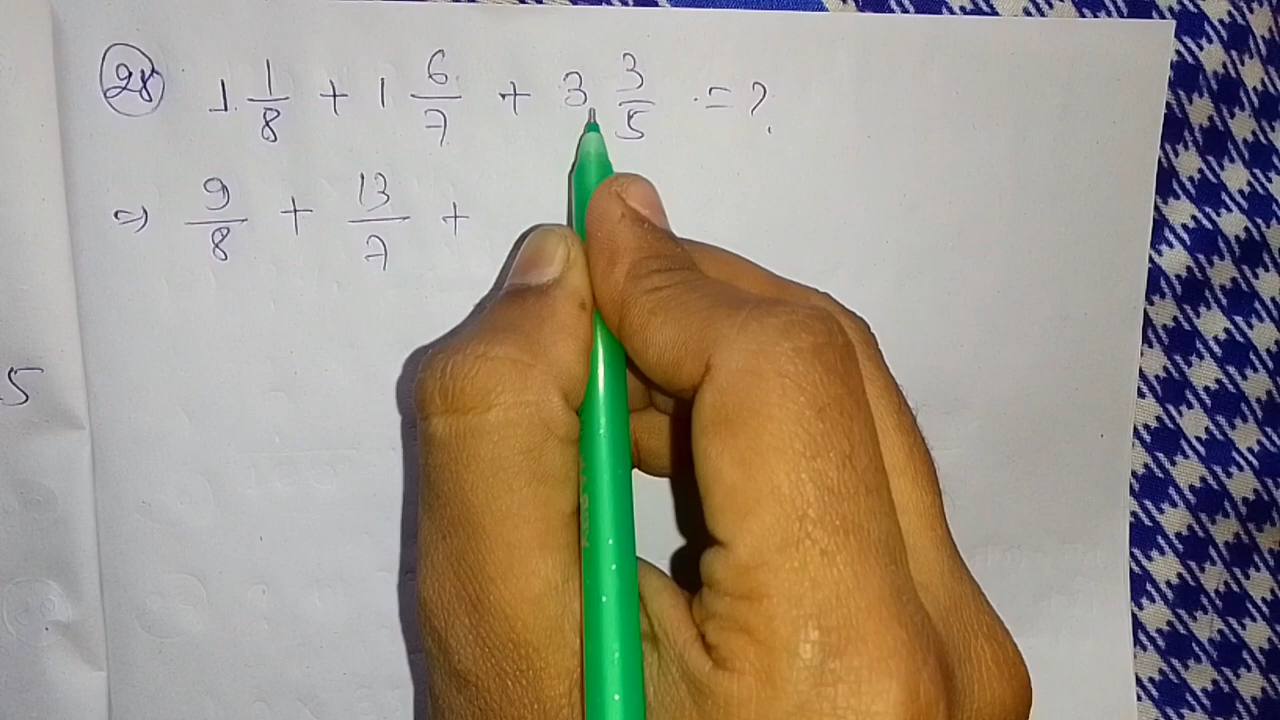 28 1 1/8 + 1 6/7 + 3 3/5 = ?
⇒ 9/8 + 13/7 +
5